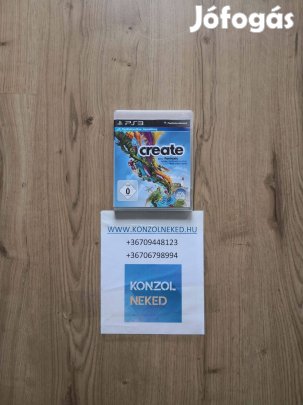 Jófogás
PS3
create
0
WWW.KONZOLNEKED.HU
+36709448123
+36706798994
KONZOL
NEKED